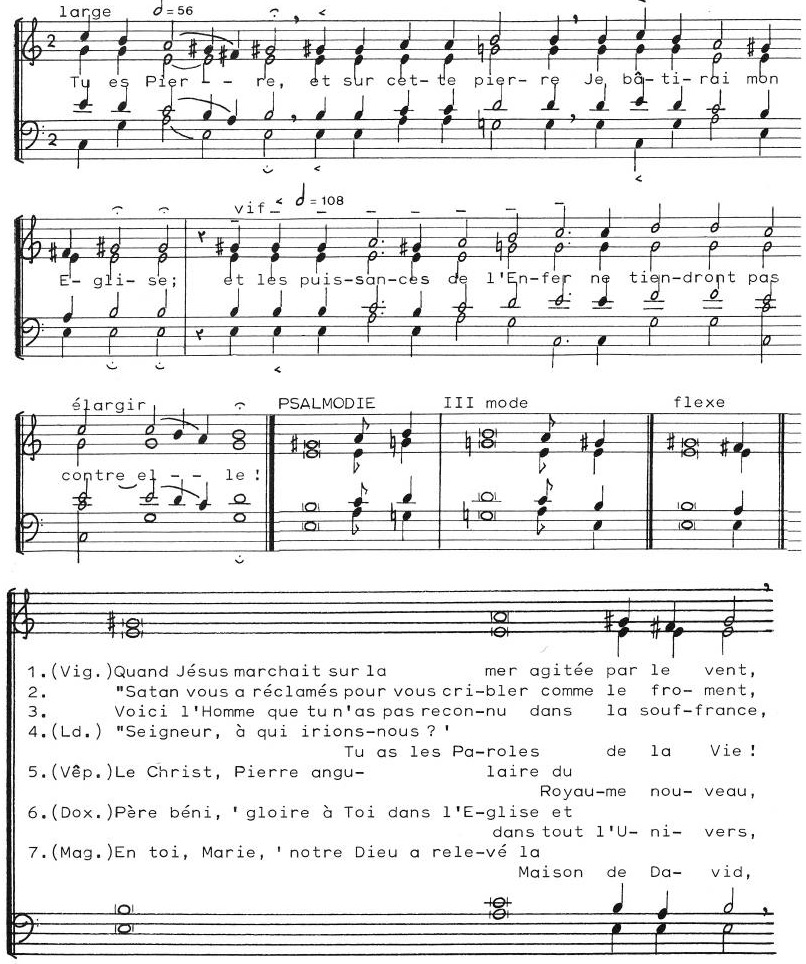 large 𝅗𝅥 = 56
Tu es Pier - - re, et sur cet-te pier-re Je bâ-ti-rai mon
vif 𝅗𝅥 = 108
E- gli- se; et les puis-san-ces de l'En-fer ne tien-dront pas
élargir PSALMODIE III mode flexe
contre el - - le !
1.(Vig.)Quand Jésus marchait sur la mer agitée par le vent,
2. "Satan vous a réclamés pour vous cri-bler comme le fro- ment,
3. Voici l'Homme que tu n'as pas recon-nu dans la souf-france,
4.(Ld.) "Seigneur, à qui irions-nous ? '
Tu as les Pa-roles de la Vie !
5.(Vêp.)Le Christ, Pierre angu- laire du
Royau-me nou- veau,
6.(Dox.)Père béni, ' gloire à Toi dans l'E-glise et
dans tout l'U- ni- vers,
7.(Mag.)En toi, Marie, ' notre Dieu a rele-vé la
Maison de Da- vid,